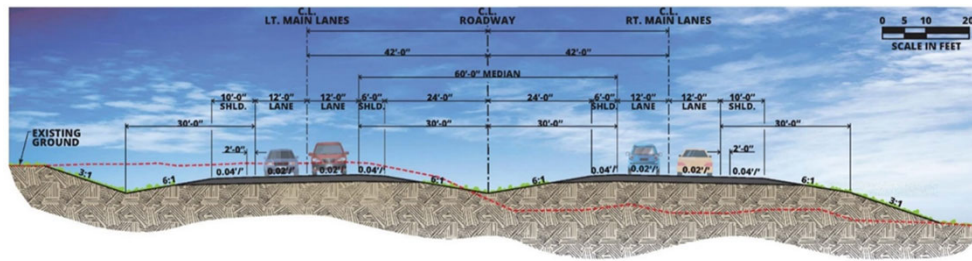 C.L.
LT. MAIN LANES
C.L.
ROADWAY
C.L.
RT. MAIN LANES
0 5 10 20
SCALE IN FEET
42'-0" 42'-0"
60'-0" MEDIAN
10'-0" 12'-0" 12'-0" 6'-0" 24'-0" 24'-0" 6'-0" 12'-0" 12'-0" 10'-0"
SHLD. LANE LANE SHLD. SHLD. LANE LANE SHLD.
30'-0" 30'-0" 30'-0" 30'-0"
EXISTING
GROUND
2'-0" 2'-0"
0.04'/' 0.02'/' 0.02'/' 0.04'/' 0.04'/' 0.02'/' 0.02'/' 0.04'/'
3:1 6:1 6:1 6:1 6:1 3:1